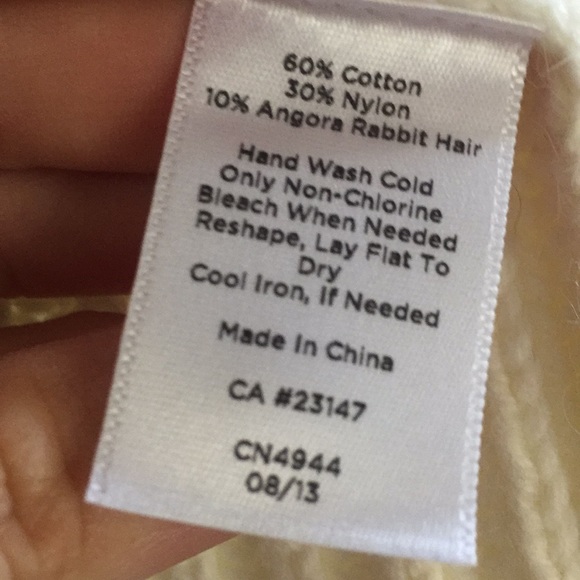 60% Cotton
30% Nylon
10% Angora Rabbit Hair
Hand Wash Cold
Only Non-Chlorine
Bleach When Needed
Reshape, Lay Flat To
Dry
Cool Iron, If Needed
Made In China
CA #23147
CN4944
08/13